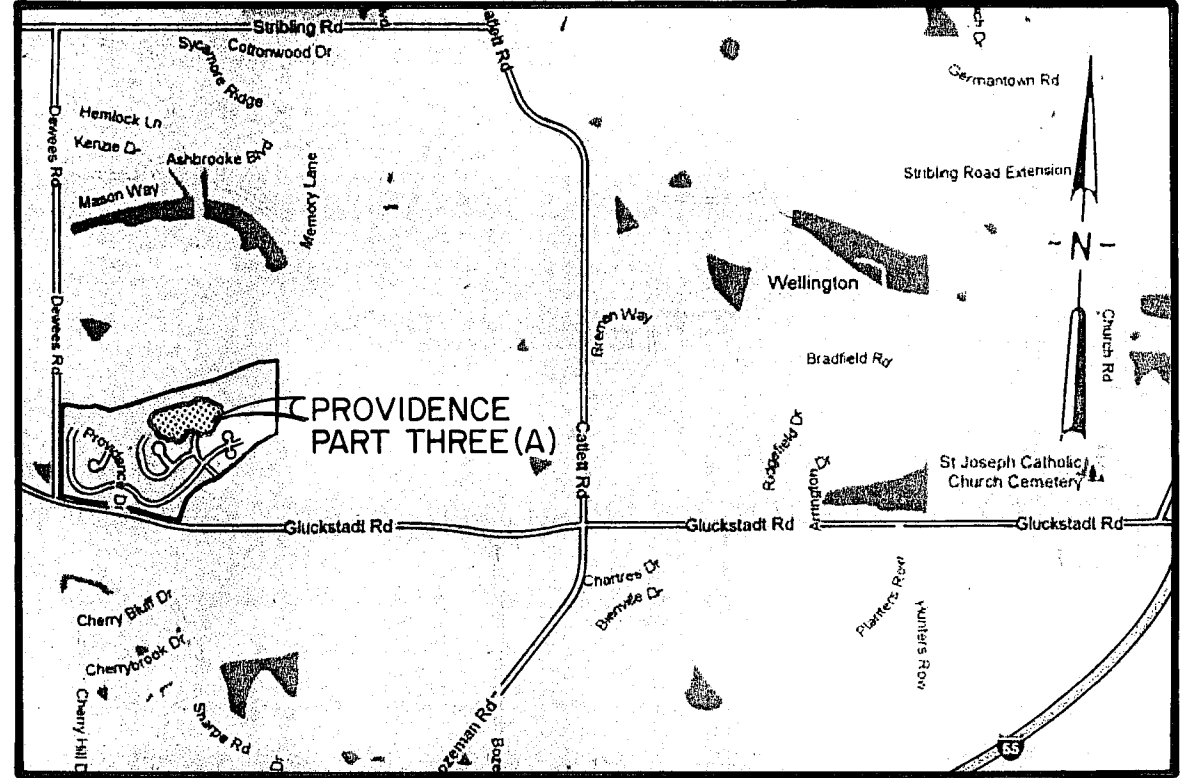 Stribling Rd
Catlett Rd
Sycamore Ridge
Cottonwood Dr
Germantown Rd
Hemlock Ln
Kenzie Dr
Ashbrooke Blvd
Dewees Rd
Mason Way
Memory Lane
Stribling Road Extension
- N -
Wellington
Dewees Rd
Bremen Way
Church Rd
Bradfield Rd
PROVIDENCE
PART THREE (A)
Providence Dr
Catlett Rd
Ridgefield Dr
Arrington
St Joseph Catholic
Church Cemetery
Gluckstadt Rd
Gluckstadt Rd
Gluckstadt Rd
Chartres Dr
Bienville Dr
Planters Row
Hunters Row
Cherry Bluff Dr
Cherrybrook Dr
Cherry Hill D
Sharpe Rd
Dr
ozeman Rd
Boze
55